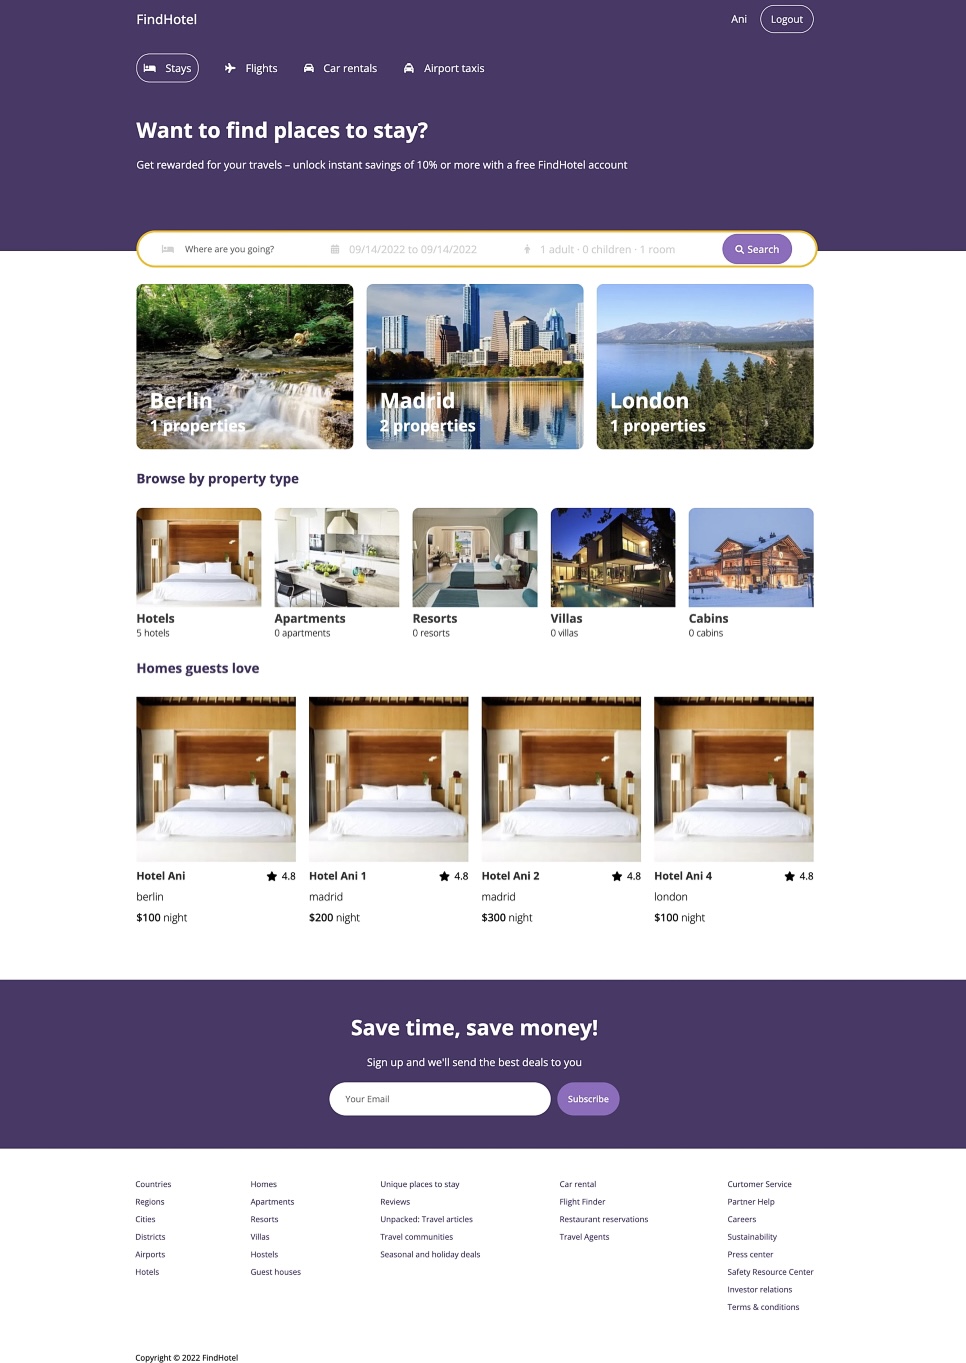 FindHotel
Ani
Logout
Stays
Flights
Car rentals
Airport taxis
Want to find places to stay?
Get rewarded for your travels – unlock instant savings of 10% or more with a free FindHotel account
Where are you going?
09/14/2022 to 09/14/2022
1 adult · 0 children · 1 room
Search
Berlin
1 properties
Madrid
2 properties
London
1 properties
Browse by property type
Hotels
5 hotels
Apartments
0 apartments
Resorts
0 resorts
Villas
0 villas
Cabins
0 cabins
Homes guests love
Hotel Ani
4.8
berlin
$100 night
Hotel Ani 1
4.8
madrid
$200 night
Hotel Ani 2
4.8
madrid
$300 night
Hotel Ani 4
4.8
london
$100 night
Save time, save money!
Sign up and we'll send the best deals to you
Your Email
Subscribe
Countries
Regions
Cities
Districts
Airports
Hotels
Homes
Apartments
Resorts
Villas
Hostels
Guest houses
Unique places to stay
Reviews
Unpacked: Travel articles
Travel communities
Seasonal and holiday deals
Car rental
Flight Finder
Restaurant reservations
Travel Agents
Curtomer Service
Partner Help
Careers
Sustainability
Press center
Safety Resource Center
Investor relations
Terms & conditions
Copyright © 2022 FindHotel